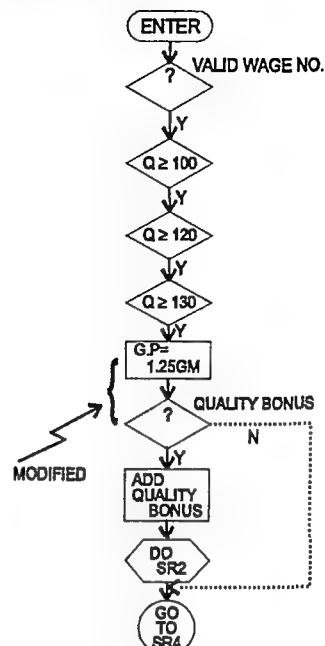 ENTER
?
VALID WAGE NO.
Y
Q ≥ 100
Y
Q ≥ 120
Y
Q ≥ 130
Y
G.P=
1.25GM
?
QUALITY BONUS
N
MODIFIED
Y
ADD
QUALITY
BONUS
DO
SR2
GO
TO
SR4